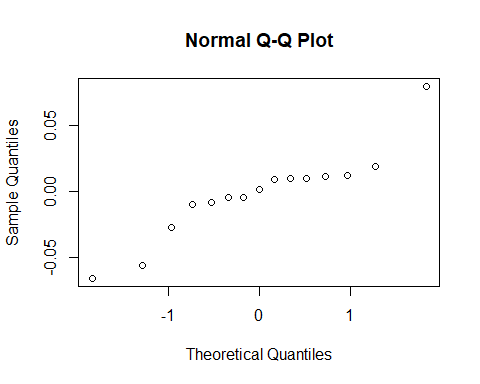 Normal Q-Q Plot
Sample Quantiles
0.05
0.00
-0.05
-1 0 1
Theoretical Quantiles